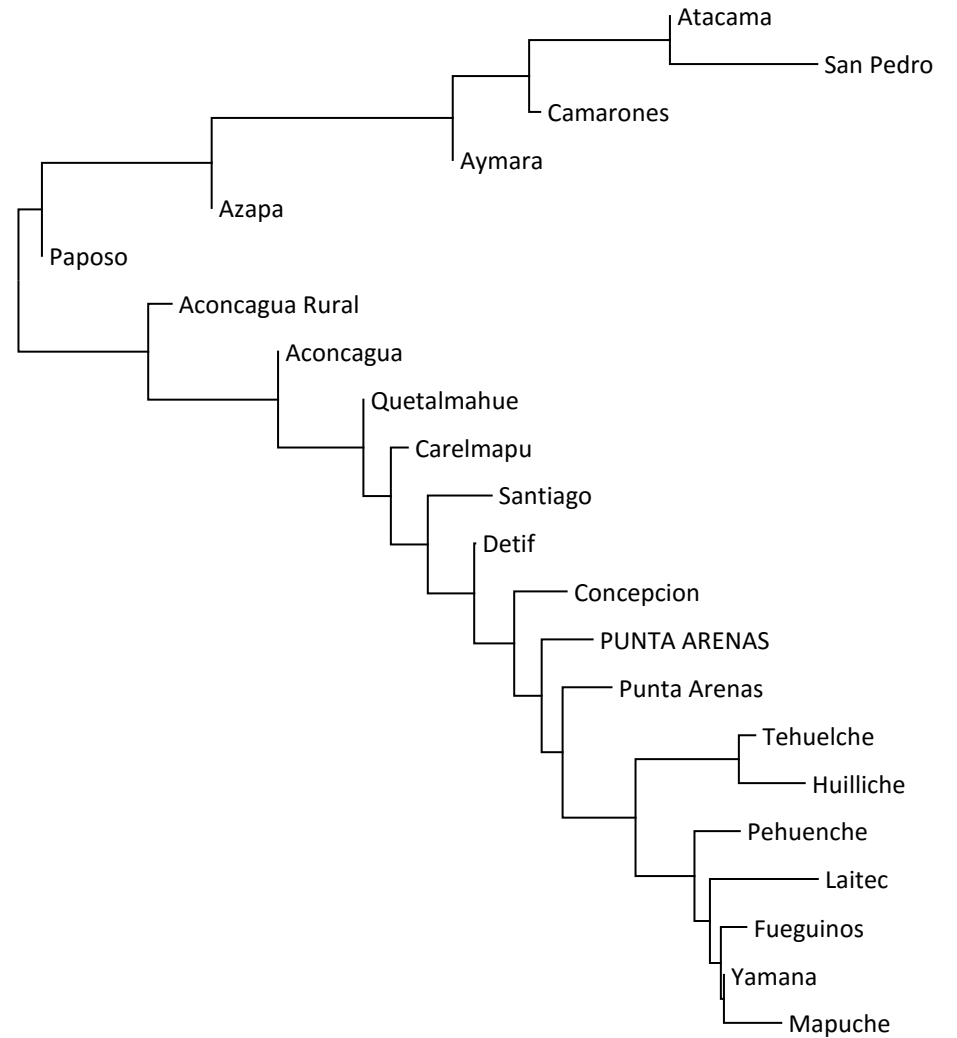 Atacama
San Pedro
Camarones
Aymara
Azapa
Paposo
Aconcagua Rural
Aconcagua
Quetalmahue
Carelmapu
Santiago
Detif
Concepcion
PUNTA ARENAS
Punta Arenas
Tehuelche
Huilliche
Pehuenche
Laitec
Fueguinos
Yamana
Mapuche